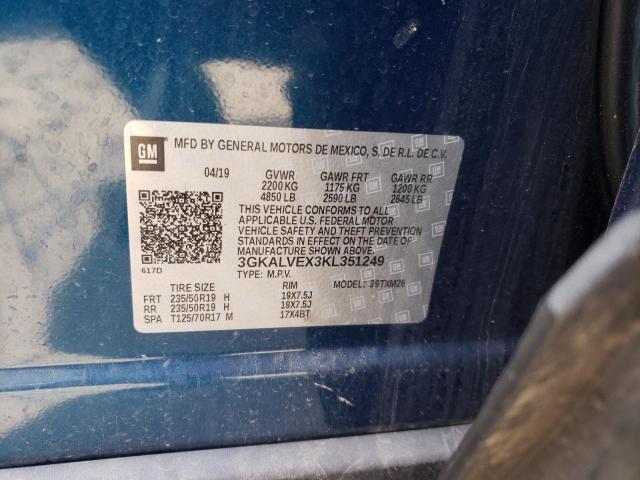 GM MFD BY GENERAL MOTORS DE MEXICO, S. DE R.L. DE C.V.
04/19 GVWR GAWR FRT GAWR RR
2200 KG 1175 KG 1200 KG
4850 LB 2590 LB 2645 LB
THIS VEHICLE CONFORMS TO ALL
APPLICABLE U.S. FEDERAL MOTOR
VEHICLE SAFETY AND BUMPER
STANDARDS IN EFFECT ON THE DATE OF
MANUFACTURE SHOWN ABOVE.
617D 3GKALVEX3KL351249
TYPE: M.P.V. MODEL: 39TXM26
TIRE SIZE RIM
FRT 235/50R19 H 19X7.5J
RR 235/50R19 H 19X7.5J
SPA T125/70R17 M 17X4BT